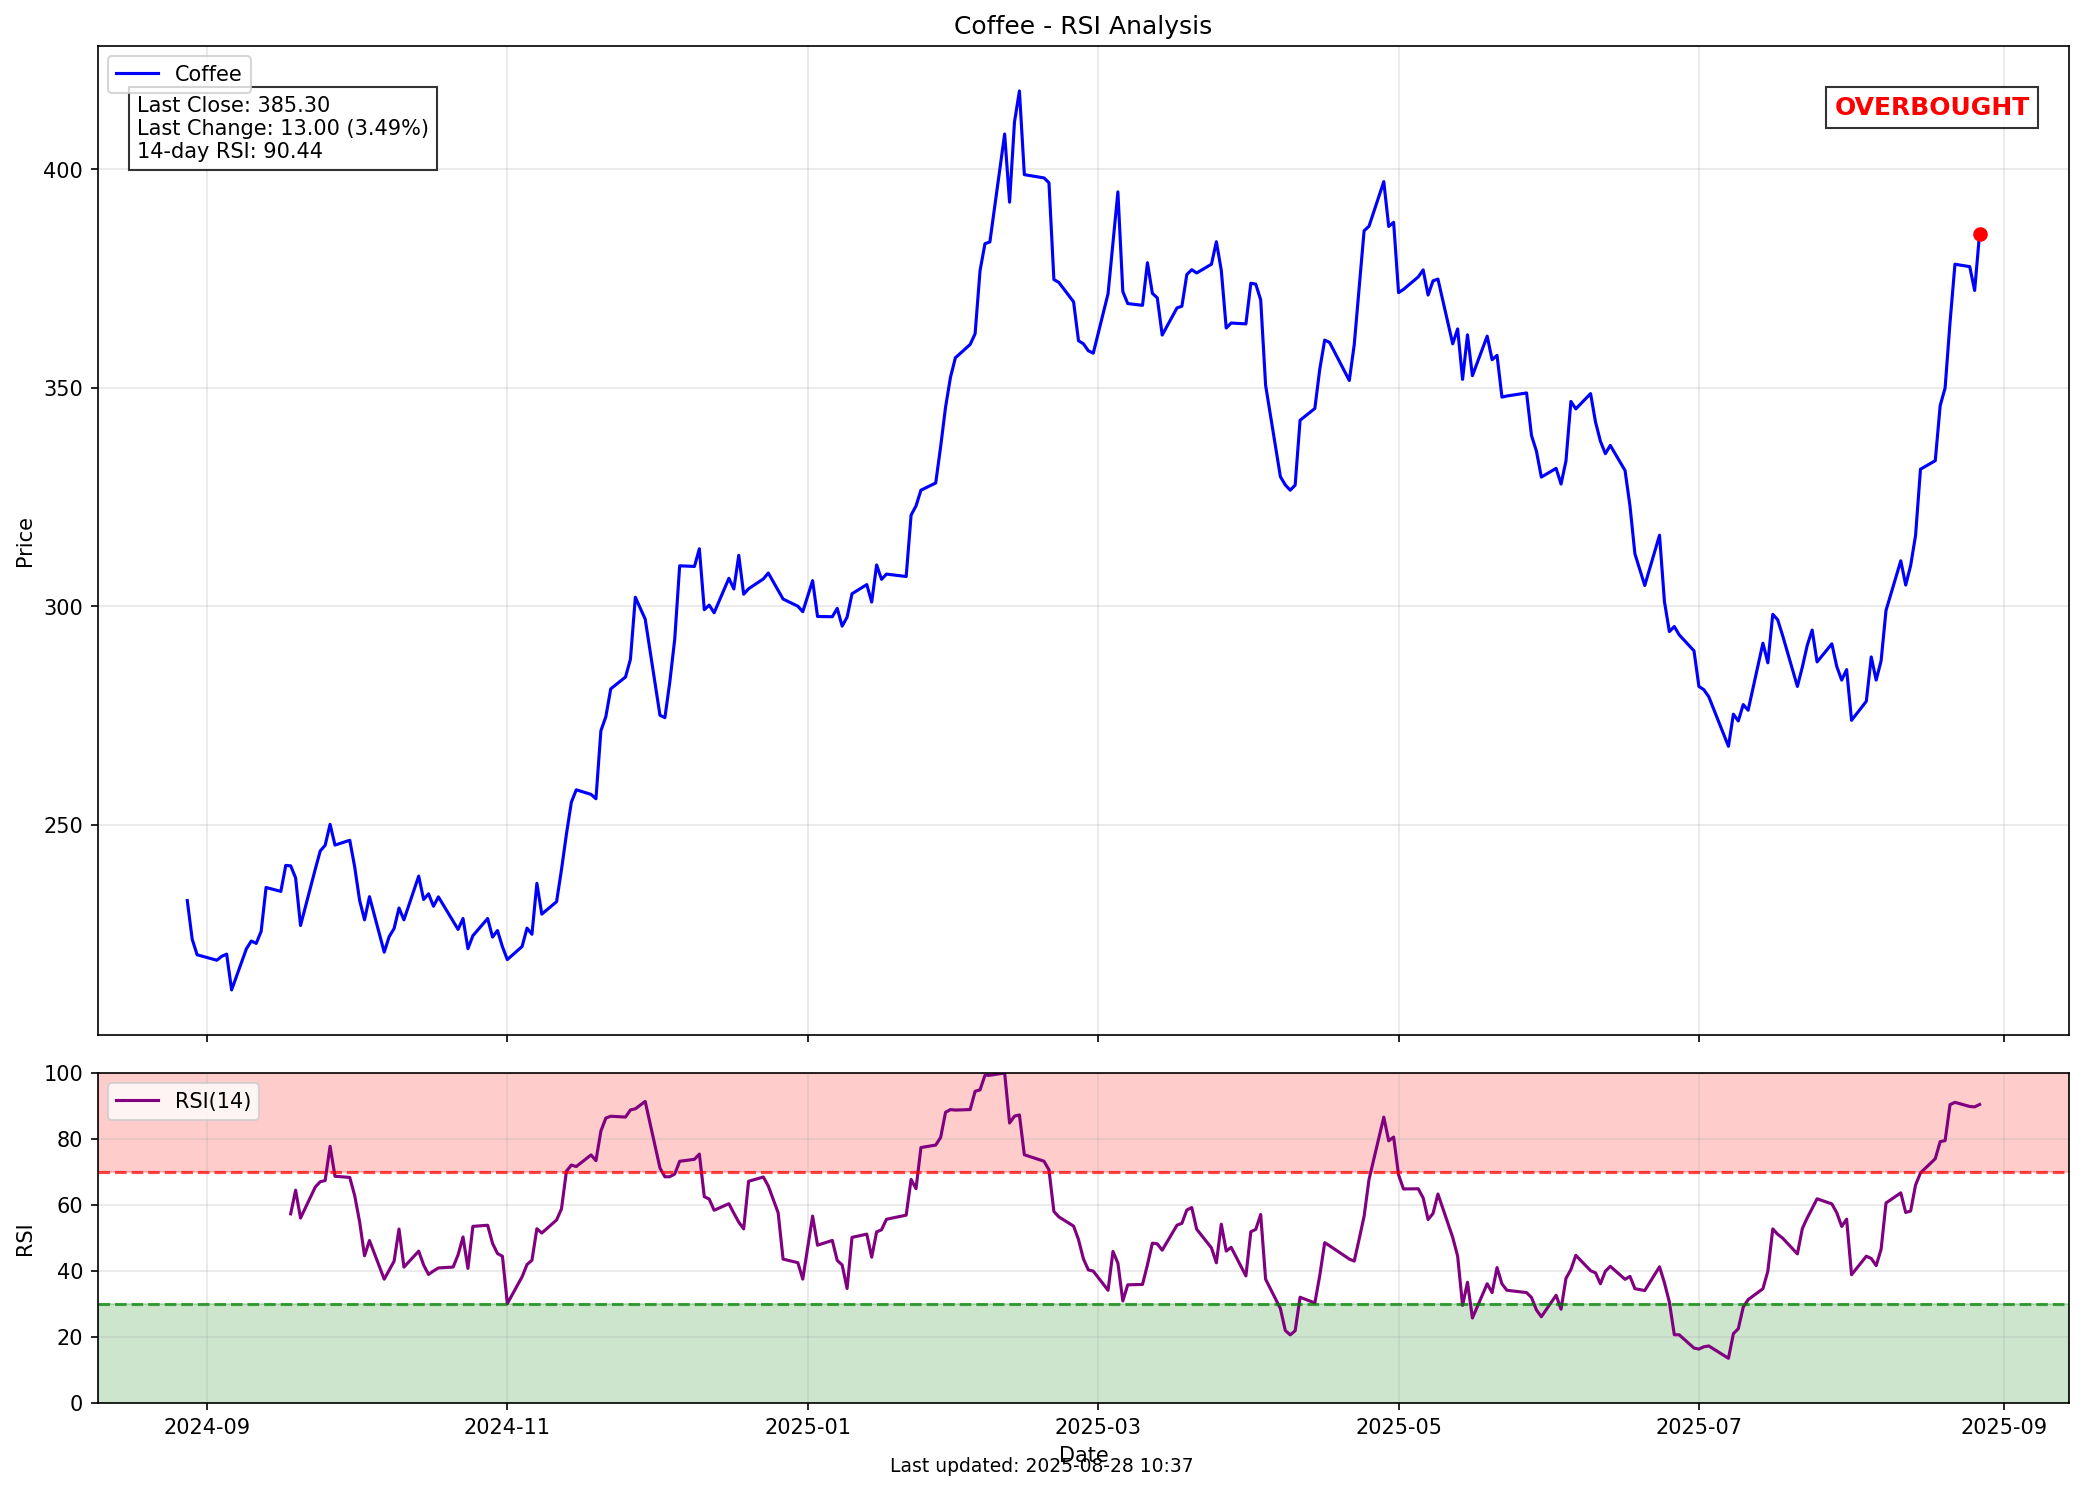 Coffee - RSI Analysis
Coffee
Last Close: 385.30
Last Change: 13.00 (3.49%)
14-day RSI: 90.44
OVERBOUGHT
400
350
300
250
Price
100
80
60
40
20
0
RSI
RSI(14)
2024-09
2024-11
2025-01
2025-03
2025-05
2025-07
2025-09
Date
Last updated: 2025-08-28 10:37